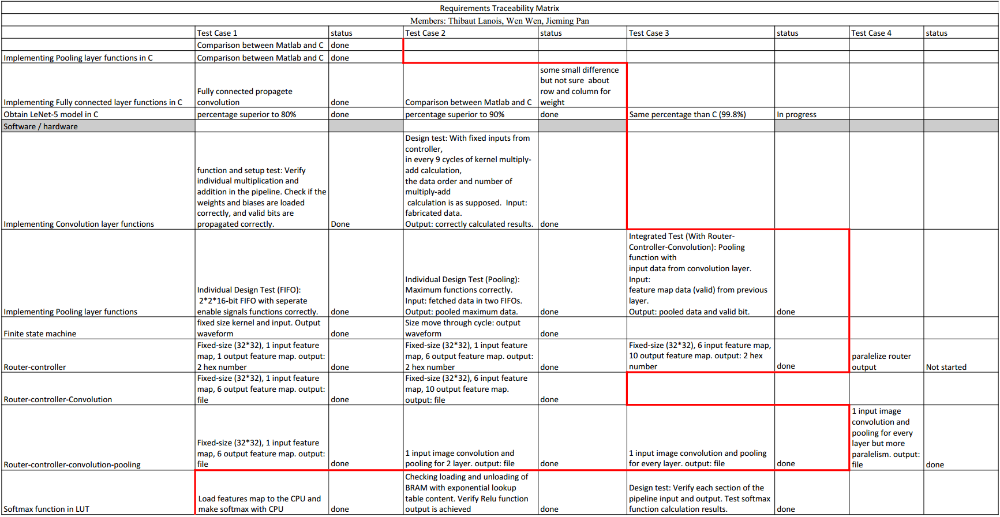 Requirements Traceability Matrix
Members: Thibaut Lanois, Wen Wen, Jieming Pan
Test Case 1
status
Test Case 2
status
Test Case 3
status
Test Case 4
status
Comparison between Matlab and C
done
Implementing Pooling layer functions in C
Comparison between Matlab and C
done
Implementing Fully connected layer functions in C
Fully connected propagete
convolution
done
Comparison between Matlab and C
some small difference
but not sure  about
row and column for
weight
Obtain LeNet-5 model in C
percentage superior to 80%
done
percentage superior to 90%
done
Same percentage than C (99.8%)
In progress
Software / hardware
Implementing Convolution layer functions
function and setup test: Verify
individual multiplication and
addition in the pipeline. Check if the
weights and biases are loaded
correctly, and valid bits are
propagated correctly.
Done
Design test: With fixed inputs from
controller,
in every 9 cycles of kernel multiply-
add calculation,
the data order and number of
multiply-add
calculation is as supposed.  Input:
fabricated data.
Output: correctly calculated results.
done
Implementing Pooling layer functions
Individual Design Test (FIFO):
2*2*16-bit FIFO with seperate
enable signals functions correctly.
done
Individual Design Test (Pooling):
Maximum functions correctly.
Input: fetched data in two FIFOs.
Output: pooled maximum data.
done
Integrated Test (With Router-
Controller-Convolution): Pooling
function with
input data from convolution layer.
Input:
feature map data (valid) from previous
layer.
Output: pooled data and valid bit.
done
Finite state machine
fixed size kernel and input. Output
waveform
done
Size move through cycle: output
waveform
done
Router-controller
Fixed-size (32*32), 1 input feature
map, 1 output feature map. output:
2 hex number
done
Fixed-size (32*32), 1 input feature
map, 6 output feature map. output:
2 hex number
done
Fixed-size (32*32), 6 input feature map,
10 output feature map. output: 2 hex
number
done
paralelize router
output
Not started
Router-controller-Convolution
Fixed-size (32*32), 1 input feature
map, 6 output feature map. output:
file
done
Fixed-size (32*32), 6 input feature
map, 10 output feature map.
output: file
done
Router-controller-convolution-pooling
Fixed-size (32*32), 1 input feature
map, 6 output feature map. output:
file
done
1 input image convolution and
pooling for 2 layer. output: file
done
1 input image convolution and pooling
for every layer. output: file
done
1 input image
convolution and
pooling for every
layer but more
paralelism. output:
file
done
Softmax function in LUT
Load features map to the CPU and
make softmax with CPU
done
Checking loading and unloading of
BRAM with exponential lookup
table content. Verify Relu function
output is achieved
done
Design test: Verify each section of the
pipeline input and output. Test softmax
function calculation results.
done